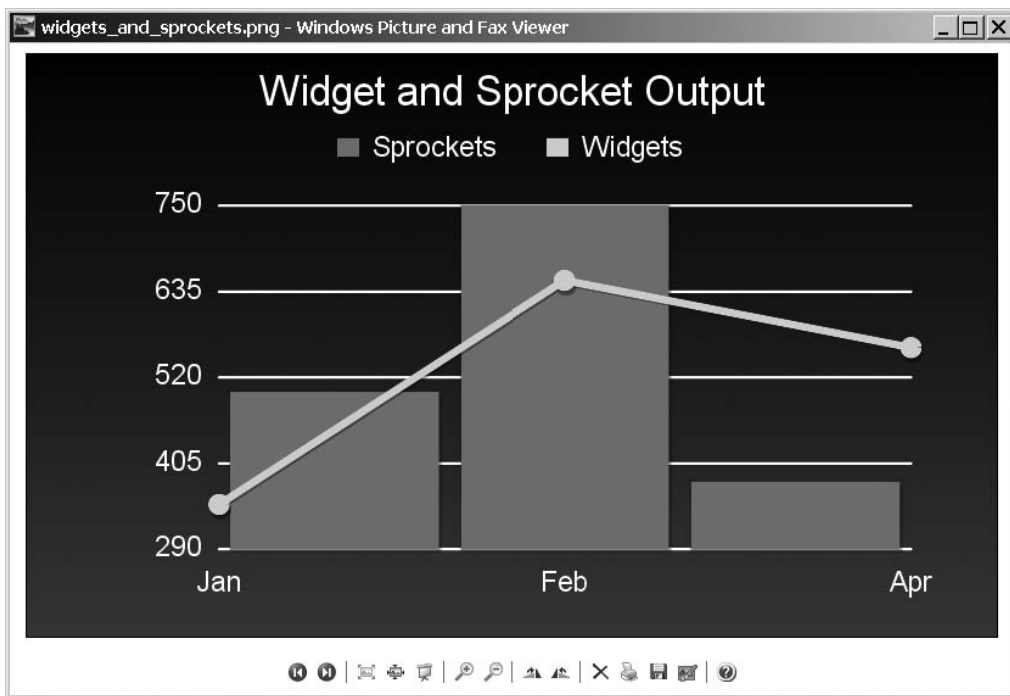 widgets_and_sprockets.png - Windows Picture and Fax Viewer
Widget and Sprocket Output
Sprockets Widgets
750
635
520
405
290
Jan Feb Apr